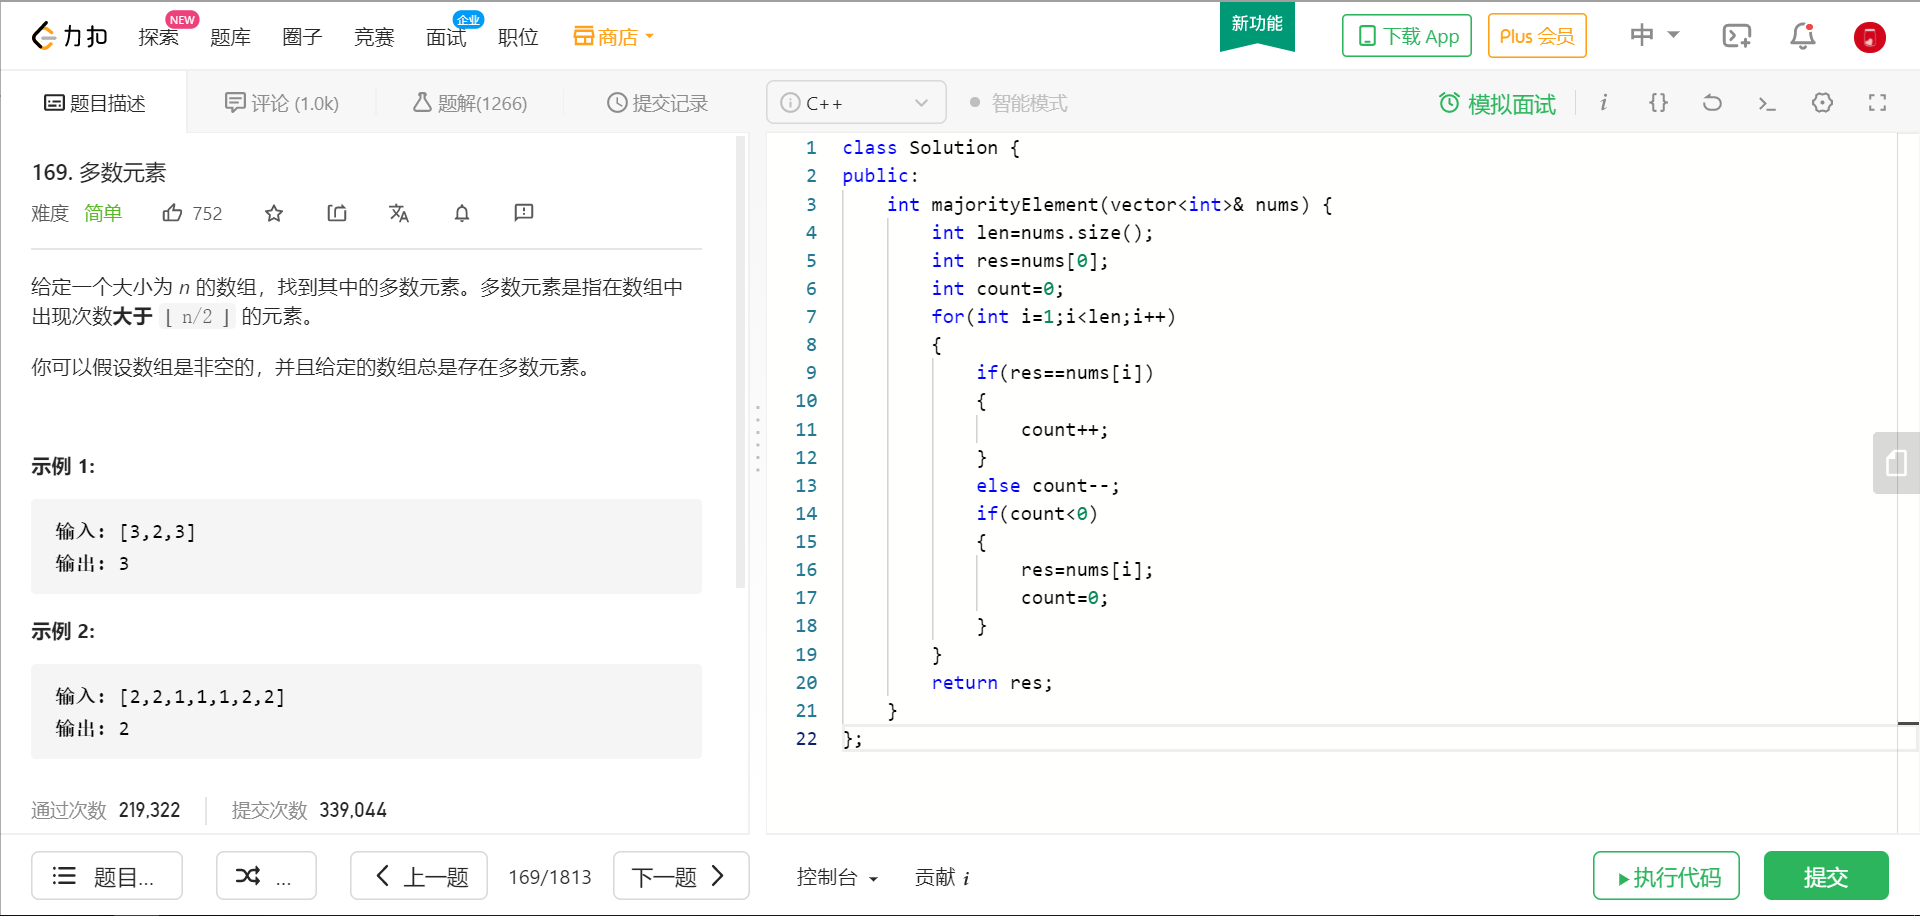 力扣 探索 NEW 题库 圈子 竞赛 面试 企业 职位 商店 新功能 下载 App Plus 会员 中
题目描述 评论 (1.0k) 题解(1266) 提交记录 C++ 智能模式 模拟面试 i {}
169. 多数元素
难度 简单 752
给定一个大小为 n 的数组，找到其中的多数元素。多数元素是指在数组中
出现次数大于 ⌊ n/2 ⌋ 的元素。
你可以假设数组是非空的，并且给定的数组总是存在多数元素。
示例 1:
输入: [3,2,3]
输出: 3
示例 2:
输入: [2,2,1,1,1,2,2]
输出: 2
通过次数 219,322 提交次数 339,044
1 class Solution {
2 public:
3 int majorityElement(vector<int>& nums) {
4 int len=nums.size();
5 int res=nums[0];
6 int count=0;
7 for(int i=1;i<len;i++)
8 {
9 if(res==nums[i])
10 {
11 count++;
12 }
13 else count--;
14 if(count<0)
15 {
16 res=nums[i];
17 count=0;
18 }
19 }
20 return res;
21 }
22 };
题目... ... 上一题 169/1813 下一题 控制台 贡献 i 执行代码 提交